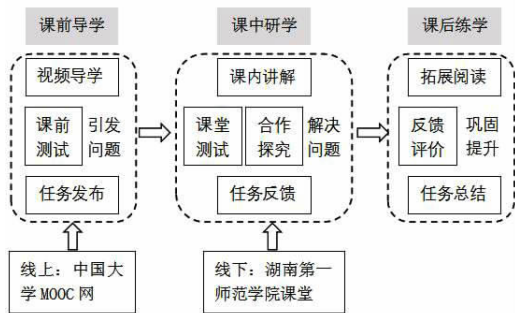 课前导学
课中研学
课后练学
视频导学
课前
测试
引发
问题
任务发布
课内讲解
课堂
测试
合作
探究
解决
问题
任务反馈
拓展阅读
反馈
评价
巩固
提升
任务总结
线上：中国大
学MOOC网
线下：湖南第一
师范学院课堂